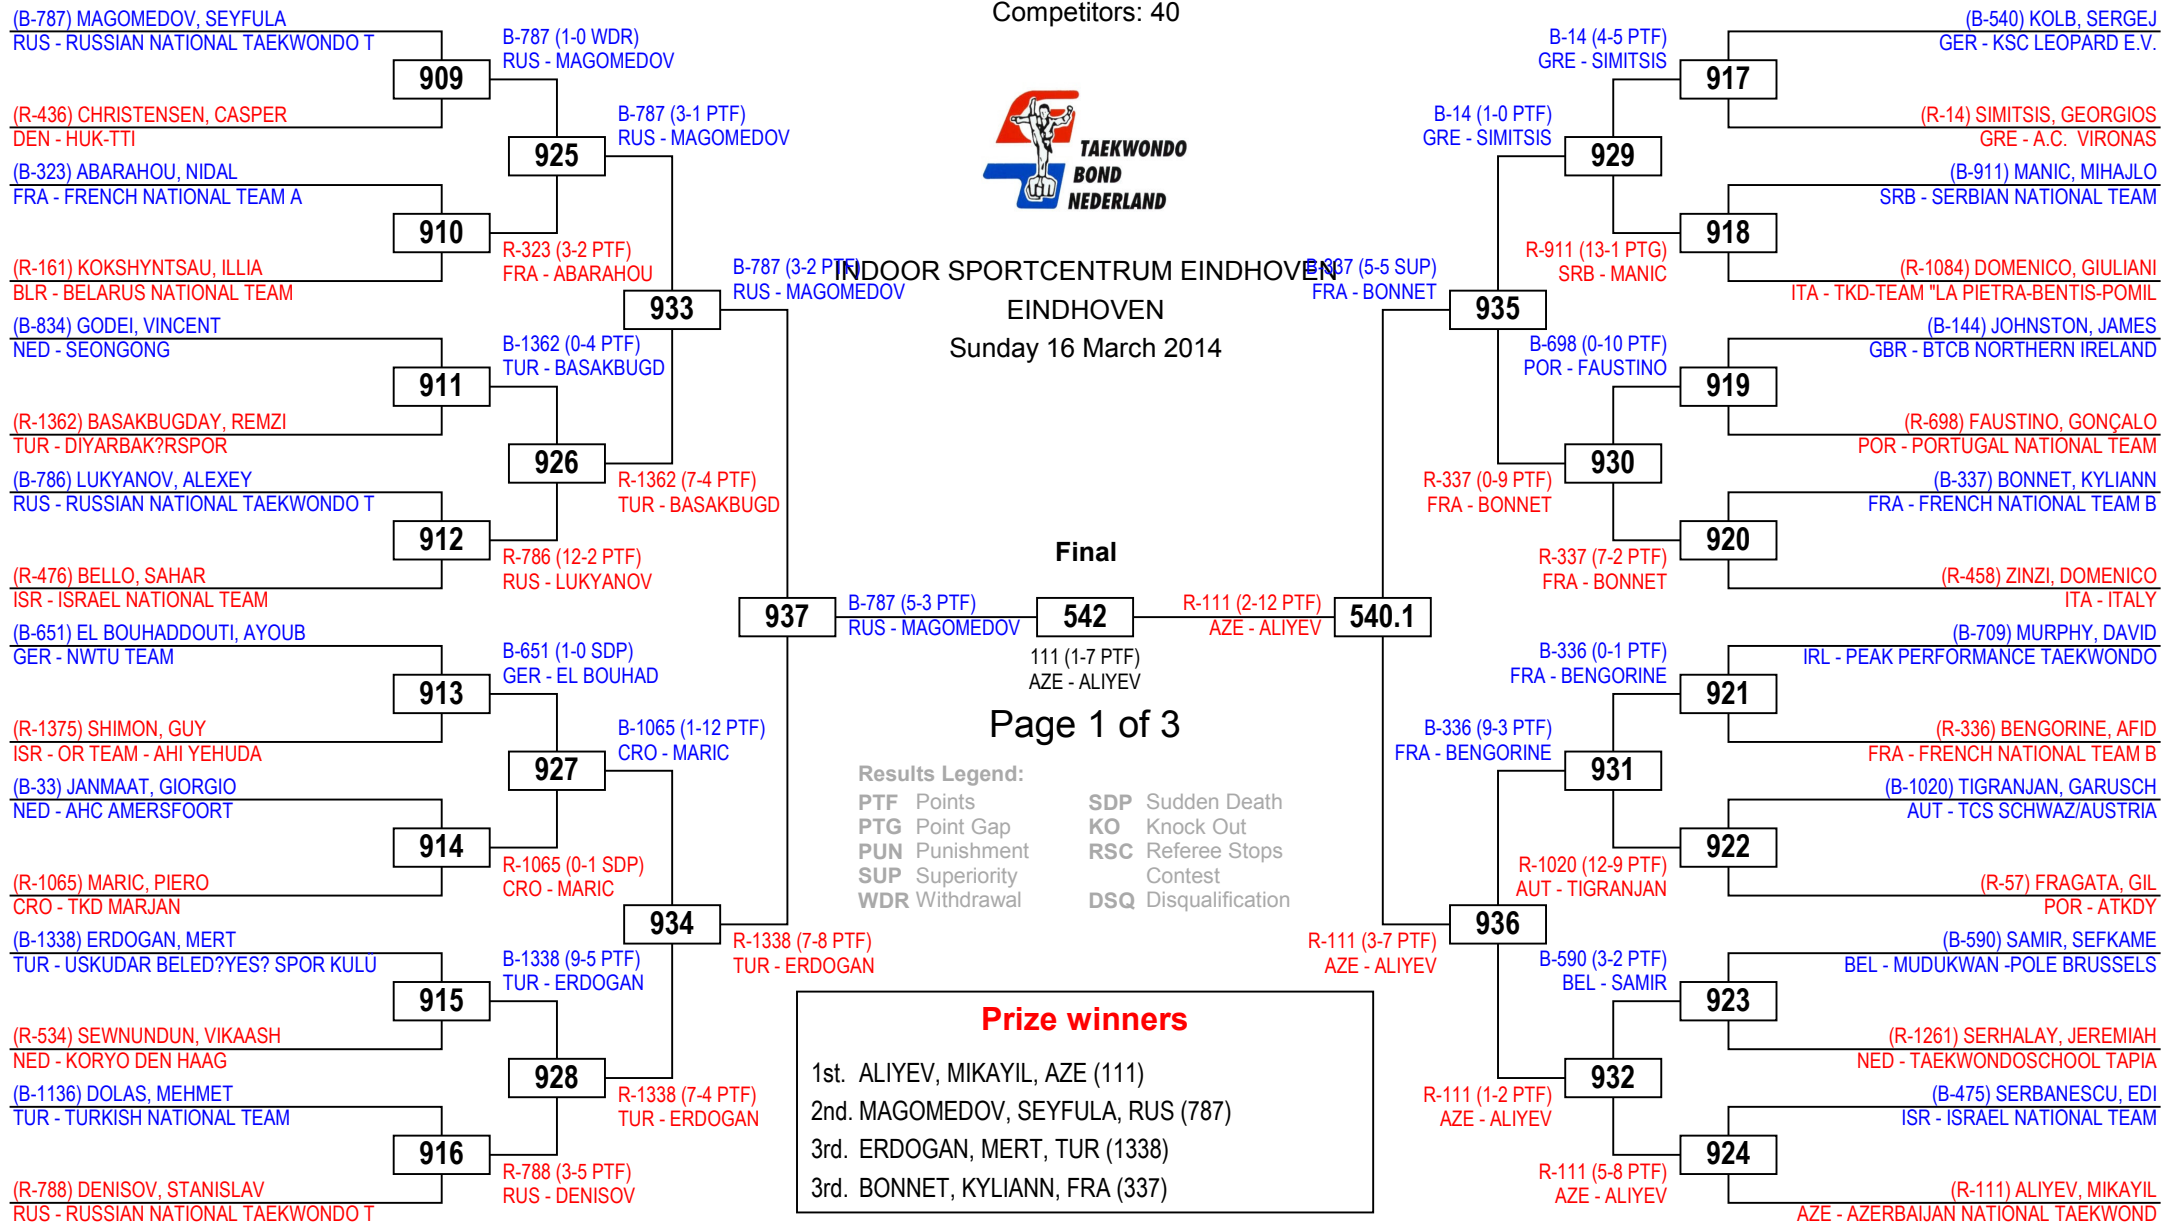 Competitors: 40
TAEKWONDO
BOND
NEDERLAND
INDOOR SPORTCENTRUM EINDHOVEN
EINDHOVEN
Sunday 16 March 2014
(B-787) MAGOMEDOV, SEYFULA
RUS - RUSSIAN NATIONAL TAEKWONDO T
909
(R-436) CHRISTENSEN, CASPER
DEN - HUK-TTI
(B-323) ABARAHOU, NIDAL
FRA - FRENCH NATIONAL TEAM A
910
(R-161) KOKSHYNTSAU, ILLIA
BLR - BELARUS NATIONAL TEAM
(B-834) GODEI, VINCENT
NED - SEONGONG
911
(R-1362) BASAKBUGDAY, REMZI
TUR - DIYARBAK?RSPOR
(B-786) LUKYANOV, ALEXEY
RUS - RUSSIAN NATIONAL TAEKWONDO T
912
(R-476) BELLO, SAHAR
ISR - ISRAEL NATIONAL TEAM
(B-651) EL BOUHADDOUTI, AYOUB
GER - NWTU TEAM
913
(R-1375) SHIMON, GUY
ISR - OR TEAM - AHI YEHUDA
(B-33) JANMAAT, GIORGIO
NED - AHC AMERSFOORT
914
(R-1065) MARIC, PIERO
CRO - TKD MARJAN
(B-1338) ERDOGAN, MERT
TUR - USKUDAR BELED?YES? SPOR KULÜ
915
(R-534) SEWNUNDUN, VIKAASH
NED - KORYO DEN HAAG
(B-1136) DOLAS, MEHMET
TUR - TURKISH NATIONAL TEAM
916
(R-788) DENISOV, STANISLAV
RUS - RUSSIAN NATIONAL TAEKWONDO T
B-787 (1-0 WDR)
RUS - MAGOMEDOV
925
R-323 (3-2 PTF)
FRA - ABARAHOU
B-1362 (0-4 PTF)
TUR - BASAKBUGD
926
R-786 (12-2 PTF)
RUS - LUKYANOV
B-651 (1-0 SDP)
GER - EL BOUHAD
927
R-1065 (0-1 SDP)
CRO - MARIC
B-1338 (9-5 PTF)
TUR - ERDOGAN
928
R-788 (3-5 PTF)
RUS - DENISOV
B-787 (3-1 PTF)
RUS - MAGOMEDOV
933
R-1362 (7-4 PTF)
TUR - BASAKBUGD
B-1065 (1-12 PTF)
CRO - MARIC
934
R-1338 (7-4 PTF)
TUR - ERDOGAN
B-787 (3-2 PTF)
RUS - MAGOMEDOV
937
R-1338 (7-8 PTF)
TUR - ERDOGAN
B-787 (5-3 PTF)
RUS - MAGOMEDOV
Final
542
111 (1-7 PTF)
AZE - ALIYEV
R-111 (2-12 PTF)
AZE - ALIYEV
540.1
B-337 (5-5 SUP)
FRA - BONNET
R-111 (3-7 PTF)
AZE - ALIYEV
B-14 (1-0 PTF)
GRE - SIMITSIS
935
R-337 (0-9 PTF)
FRA - BONNET
B-336 (9-3 PTF)
FRA - BENGORINE
936
R-111 (1-2 PTF)
AZE - ALIYEV
B-14 (4-5 PTF)
GRE - SIMITSIS
929
R-911 (13-1 PTG)
SRB - MANIC
B-698 (0-10 PTF)
POR - FAUSTINO
930
R-337 (7-2 PTF)
FRA - BONNET
B-336 (0-1 PTF)
FRA - BENGORINE
931
R-1020 (12-9 PTF)
AUT - TIGRANJAN
B-590 (3-2 PTF)
BEL - SAMIR
932
R-111 (5-8 PTF)
AZE - ALIYEV
(B-540) KOLB, SERGEJ
GER - KSC LEOPARD E.V.
917
(R-14) SIMITSIS, GEORGIOS
GRE - A.C. VIRONAS
(B-911) MANIC, MIHAJLO
SRB - SERBIAN NATIONAL TEAM
918
(R-1084) DOMENICO, GIULIANI
ITA - TKD-TEAM "LA PIETRA-BENTIS-POMIL
(B-144) JOHNSTON, JAMES
GBR - BTCB NORTHERN IRELAND
919
(R-698) FAUSTINO, GONÇALO
POR - PORTUGAL NATIONAL TEAM
(B-337) BONNET, KYLIANN
FRA - FRENCH NATIONAL TEAM B
920
(R-458) ZINZI, DOMENICO
ITA - ITALY
(B-709) MURPHY, DAVID
IRL - PEAK PERFORMANCE TAEKWONDO
921
(R-336) BENGORINE, AFID
FRA - FRENCH NATIONAL TEAM B
(B-1020) TIGRANJAN, GARUSCH
AUT - TCS SCHWAZ/AUSTRIA
922
(R-57) FRAGATA, GIL
POR - ATKDY
(B-590) SAMIR, SEFKAME
BEL - MUDUKWAN -POLE BRUSSELS
923
(R-1261) SERHALAY, JEREMIAH
NED - TAEKWONDOSCHOOL TAPIA
(B-475) SERBANESCU, EDI
ISR - ISRAEL NATIONAL TEAM
924
(R-111) ALIYEV, MIKAYIL
AZE - AZERBAIJAN NATIONAL TAEKWOND
Page 1 of 3
Results Legend:
PTF Points
PTG Point Gap
PUN Punishment
SUP Superiority
WDR Withdrawal
SDP Sudden Death
KO Knock Out
RSC Referee Stops
Contest
DSQ Disqualification
Prize winners
1st. ALIYEV, MIKAYIL, AZE (111)
2nd. MAGOMEDOV, SEYFULA, RUS (787)
3rd. ERDOGAN, MERT, TUR (1338)
3rd. BONNET, KYLIANN, FRA (337)